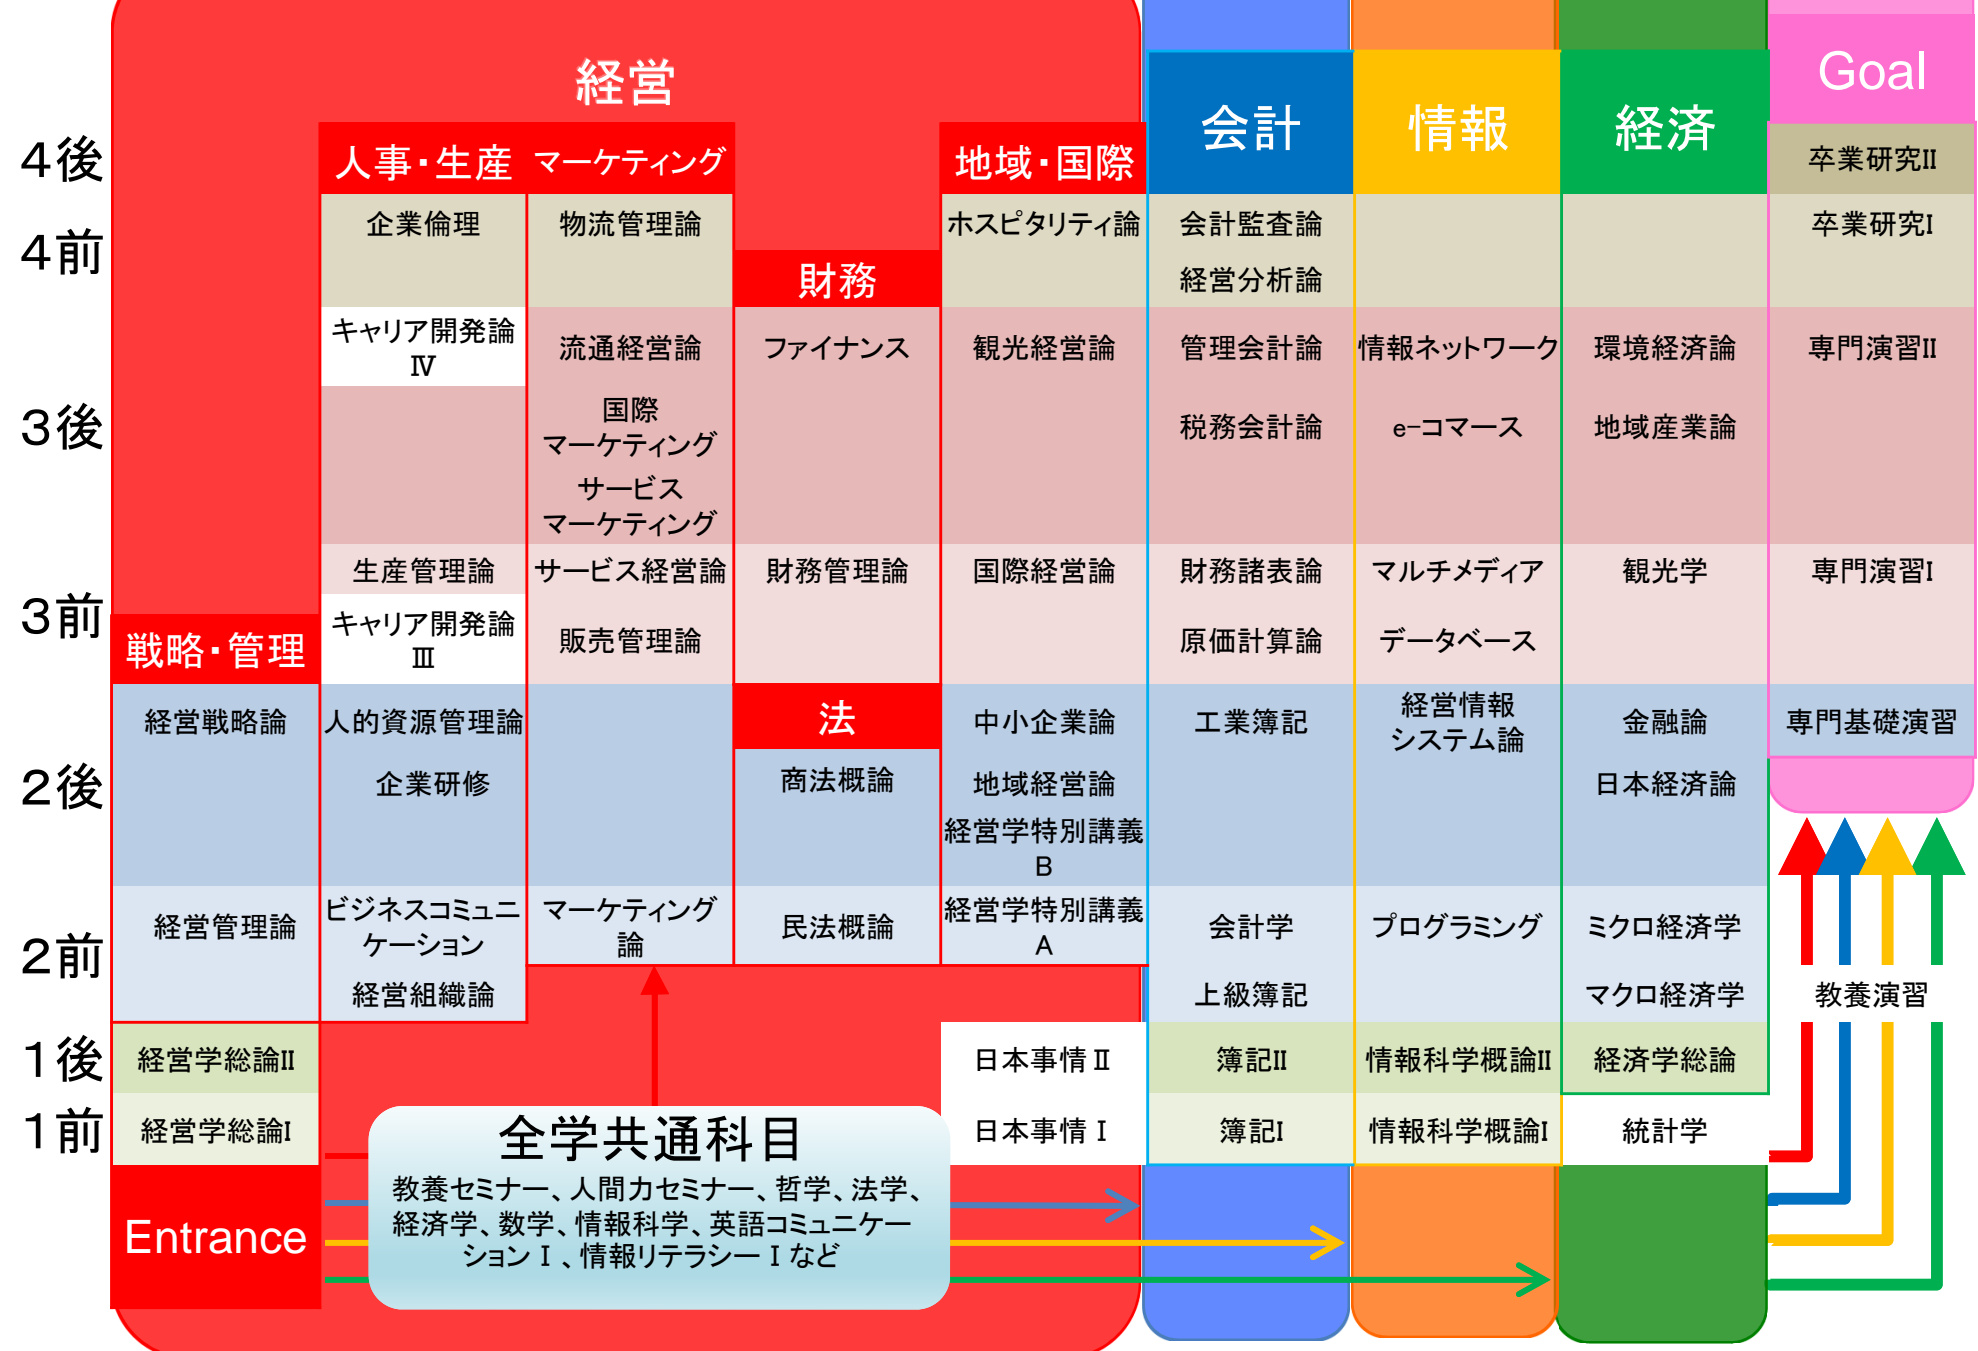 経営
会計
情報
経済
Goal
4後
人事・生産
マーケティング
地域・国際
卒業研究II
4前
企業倫理
物流管理論
ホスピタリティ論
会計監査論
卒業研究I
財務
経営分析論
3後
キャリア開発論
Ⅳ
流通経営論
ファイナンス
観光経営論
管理会計論
情報ネットワーク
環境経済論
専門演習II
国際
マーケティング
税務会計論
e-コマース
地域産業論
サービス
マーケティング
3前
生産管理論
サービス経営論
財務管理論
国際経営論
財務諸表論
マルチメディア
観光学
専門演習I
戦略・管理
キャリア開発論
Ⅲ
販売管理論
原価計算論
データベース
2後
経営戦略論
人的資源管理論
法
中小企業論
工業簿記
経営情報
システム論
金融論
専門基礎演習
企業研修
商法概論
地域経営論
日本経済論
経営学特別講義
B
2前
経営管理論
ビジネスコミュニ
ケーション
マーケティング
論
民法概論
経営学特別講義
A
会計学
プログラミング
ミクロ経済学
経営組織論
上級簿記
マクロ経済学
教養演習
1後
経営学総論II
日本事情Ⅱ
簿記II
情報科学概論II
経済学総論
1前
経営学総論I
日本事情Ⅰ
簿記I
情報科学概論I
統計学
全学共通科目
教養セミナー、人間力セミナー、哲学、法学、
経済学、数学、情報科学、英語コミュニケー
ションⅠ、情報リテラシーⅠなど
Entrance